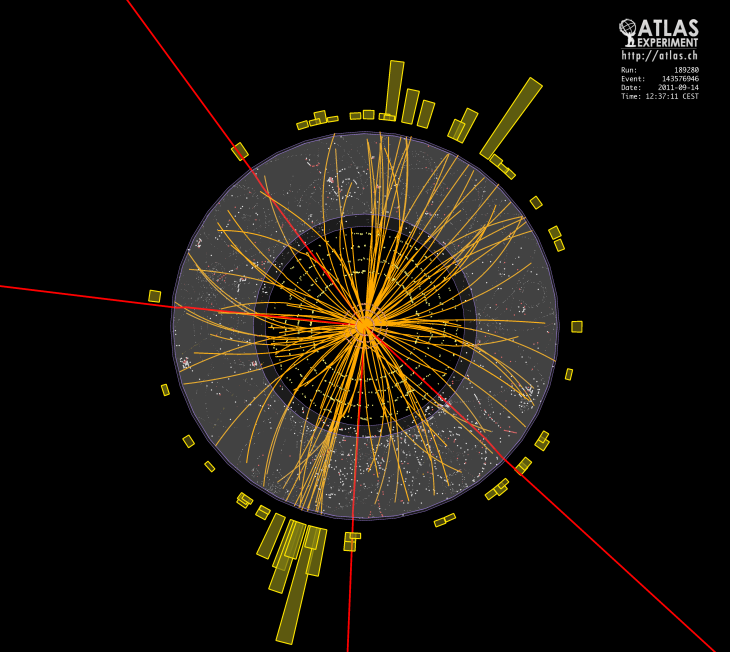 ATLAS
EXPERIMENT
http://atlas.ch
Run: 189280
Event: 143576946
Date: 2011-09-14
Time: 12:37:11 CEST